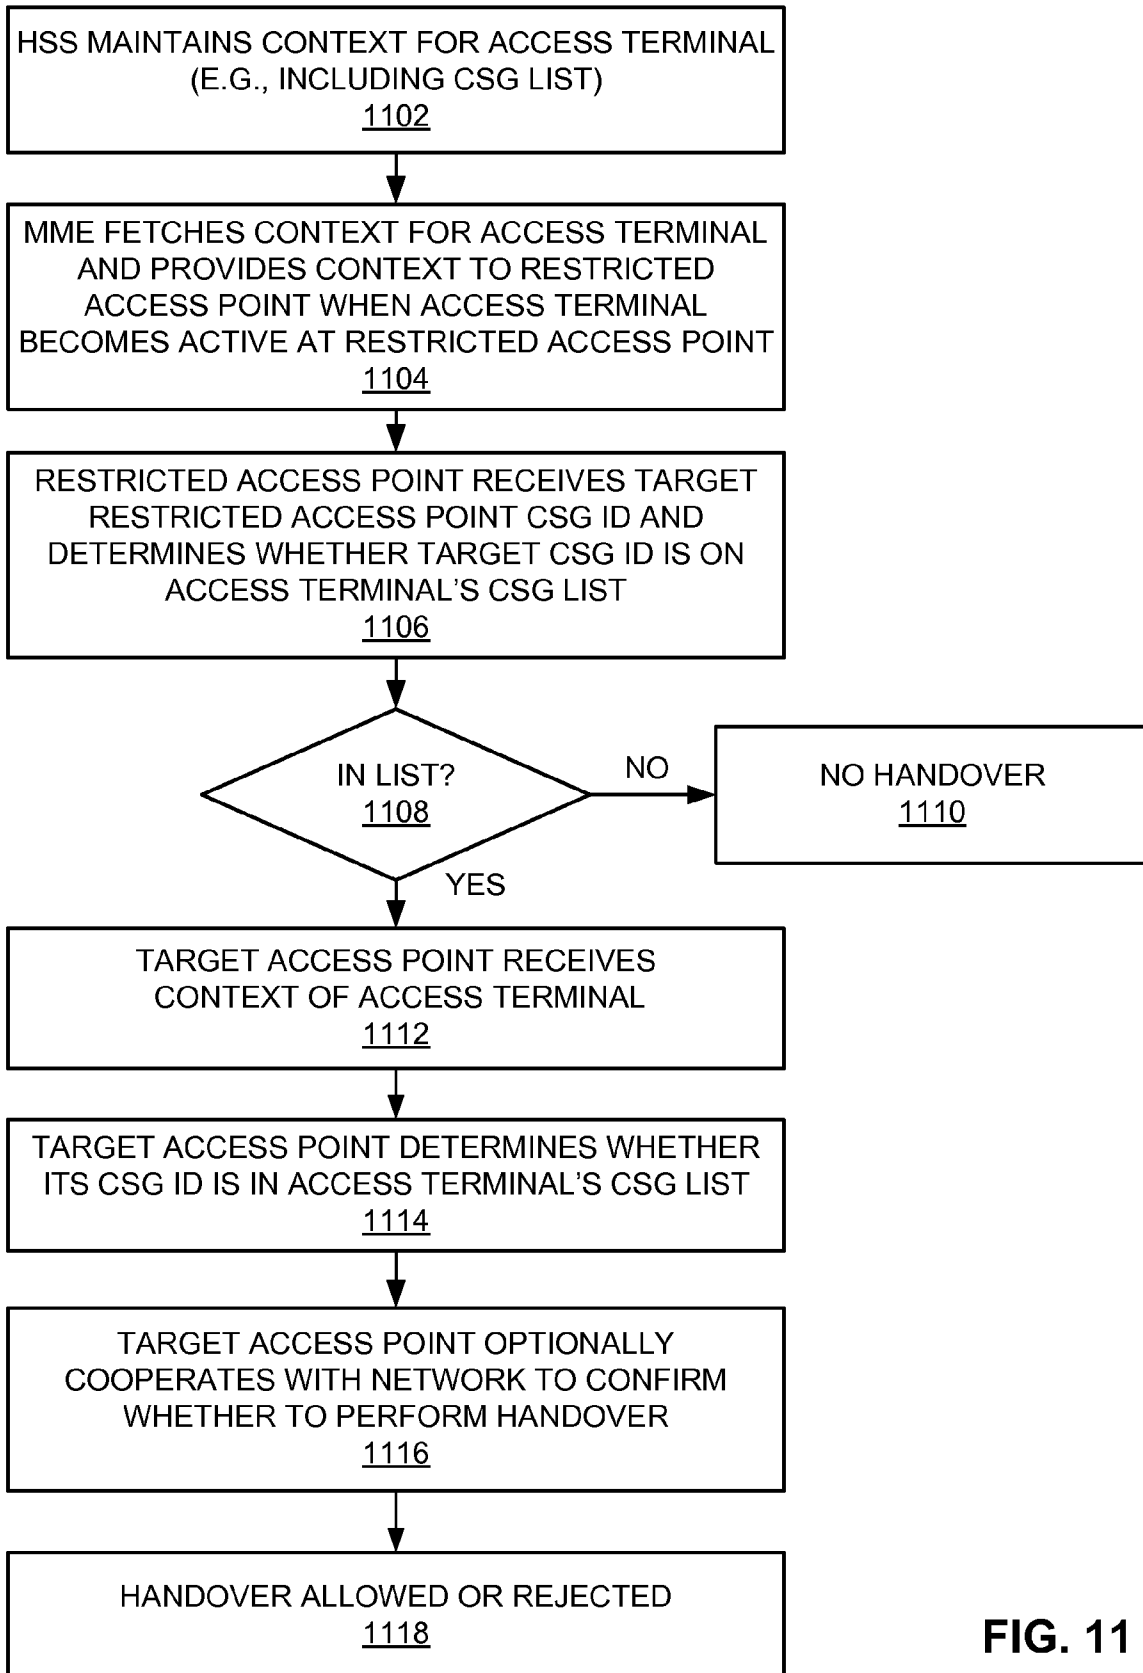 HSS MAINTAINS CONTEXT FOR ACCESS TERMINAL
(E.G., INCLUDING CSG LIST)
1102
MME FETCHES CONTEXT FOR ACCESS TERMINAL
AND PROVIDES CONTEXT TO RESTRICTED
ACCESS POINT WHEN ACCESS TERMINAL
BECOMES ACTIVE AT RESTRICTED ACCESS POINT
1104
RESTRICTED ACCESS POINT RECEIVES TARGET
RESTRICTED ACCESS POINT CSG ID AND
DETERMINES WHETHER TARGET CSG ID IS ON
ACCESS TERMINAL'S CSG LIST
1106
IN LIST?
1108
NO
NO HANDOVER
1110
YES
TARGET ACCESS POINT RECEIVES
CONTEXT OF ACCESS TERMINAL
1112
TARGET ACCESS POINT DETERMINES WHETHER
ITS CSG ID IS IN ACCESS TERMINAL'S CSG LIST
1114
TARGET ACCESS POINT OPTIONALLY
COOPERATES WITH NETWORK TO CONFIRM
WHETHER TO PERFORM HANDOVER
1116
HANDOVER ALLOWED OR REJECTED
1118
FIG. 11